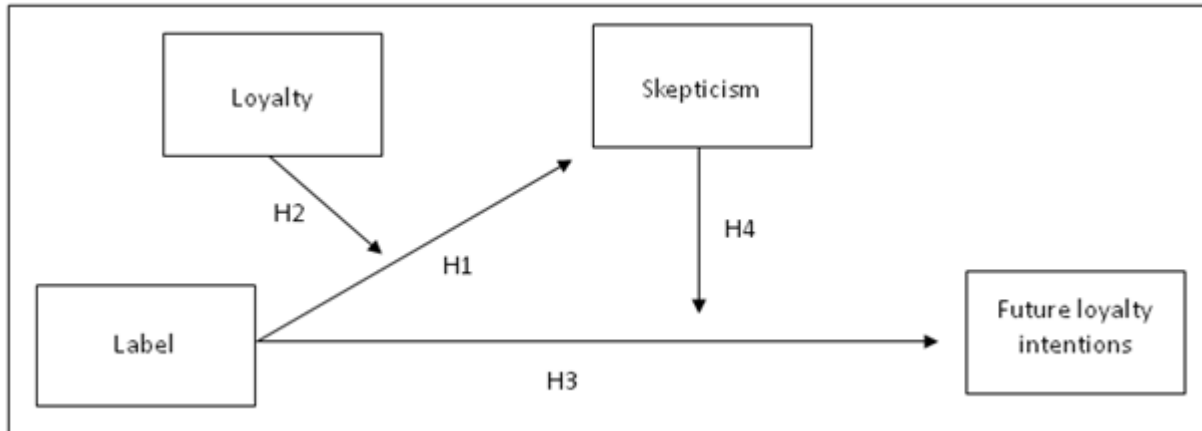 Loyalty
Skepticism
H2
H4
H1
Label
Future loyalty
intentions
H3